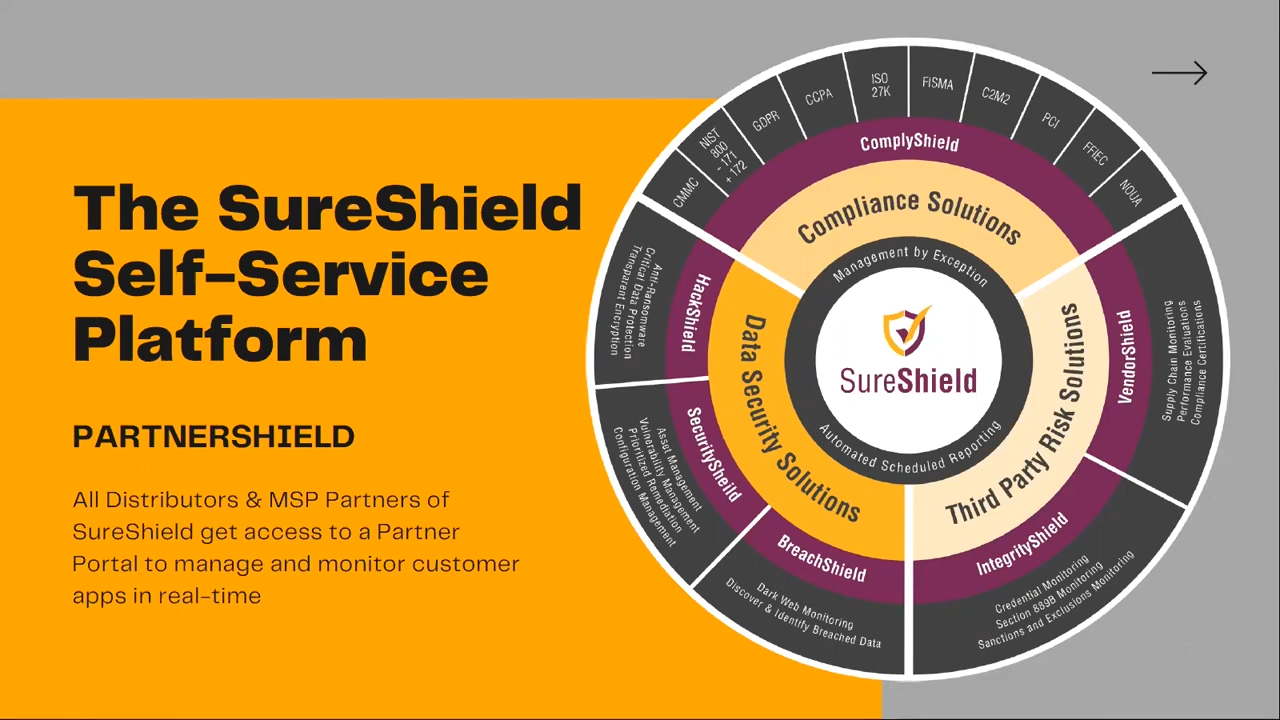 The SureShield
Self-Service
Platform
PARTNERSHIELD
All Distributors & MSP Partners of
SureShield get access to a Partner
Portal to manage and monitor customer
apps in real-time
CMMC
NIST
800
- 171
+ 172
GDPR
CCPA
ISO
27K
FISMA
C2M2
PCI
FFIEC
NOUA
ComplyShield
Compliance Solutions
Management by Exception
SureShield
Automated Scheduled Reporting
Data Security Solutions
Third Party Risk Solutions
HackShield
Anti-Ransomware
Critical Data Protection
Transparent Encryption
SecuritySheild
Asset Management
Vulnerability Management
Prioritized Remediation
Configuration Management
BreachShield
Dark Web Monitoring
Discover & Identify Breached Data
IntegrityShield
Credential Monitoring
Section 889B Monitoring
Sanctions and Exclusions Monitoring
VendorShield
Supply Chain Monitoring
Performance Evaluations
Compliance Certifications